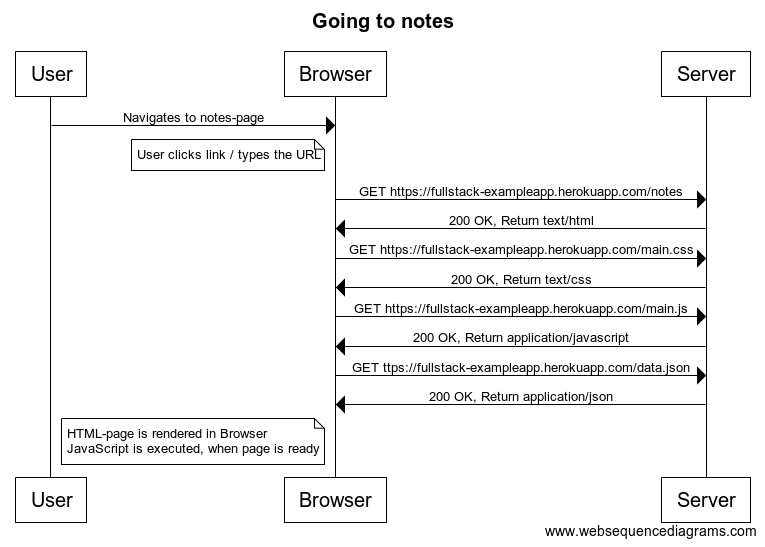 Going to notes
User
Browser
Server
Navigates to notes-page
User clicks link / types the URL
GET https://fullstack-exampleapp.herokuapp.com/notes
200 OK, Return text/html
GET https://fullstack-exampleapp.herokuapp.com/main.css
200 OK, Return text/css
GET https://fullstack-exampleapp.herokuapp.com/main.js
200 OK, Return application/javascript
GET ttps://fullstack-exampleapp.herokuapp.com/data.json
200 OK, Return application/json
HTML-page is rendered in Browser
JavaScript is executed, when page is ready
User
Browser
Server
www.websequencediagrams.com